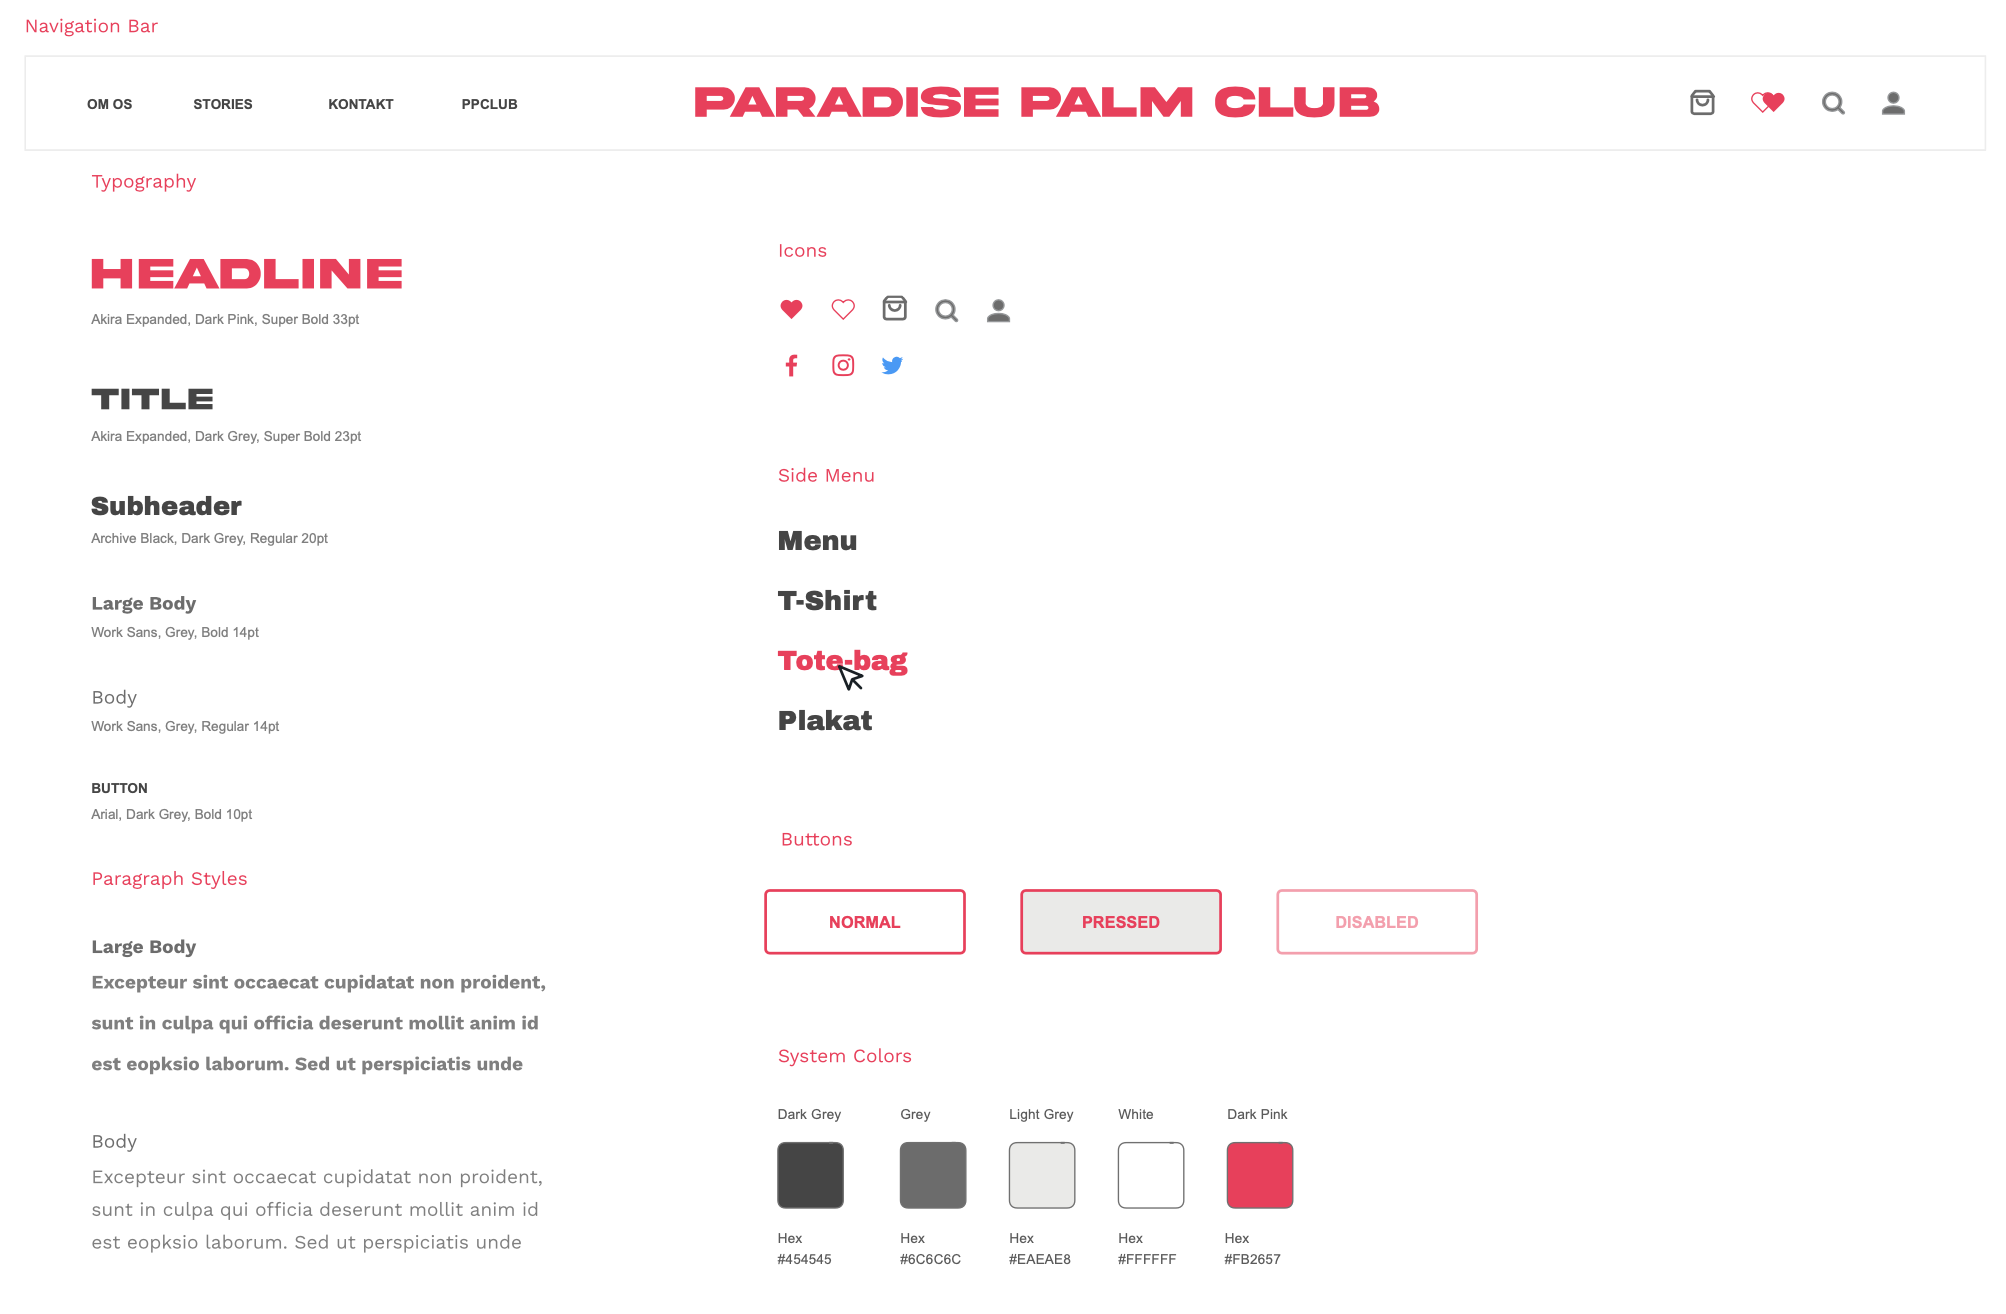 Navigation Bar
OM OS STORIES KONTAKT PPCLUB PARADISE PALM CLUB
Typography
HEADLINE
Akira Expanded, Dark Pink, Super Bold 33pt
TITLE
Akira Expanded, Dark Grey, Super Bold 23pt
Subheader
Archive Black, Dark Grey, Regular 20pt
Large Body
Work Sans, Grey, Bold 14pt
Body
Work Sans, Grey, Regular 14pt
BUTTON
Arial, Dark Grey, Bold 10pt
Paragraph Styles
Large Body
Excepteur sint occaecat cupidatat non proident,
sunt in culpa qui officia deserunt mollit anim id
est eopksio laborum. Sed ut perspiciatis unde
Body
Excepteur sint occaecat cupidatat non proident,
sunt in culpa qui officia deserunt mollit anim id
est eopksio laborum. Sed ut perspiciatis unde
Icons
Side Menu
Menu
T-Shirt
Tote-bag
Plakat
Buttons
NORMAL PRESSED DISABLED
System Colors
Dark Grey Grey Light Grey White Dark Pink
Hex Hex Hex Hex Hex
#454545 #6C6C6C #EAEAE8 #FFFFFF #FB2657